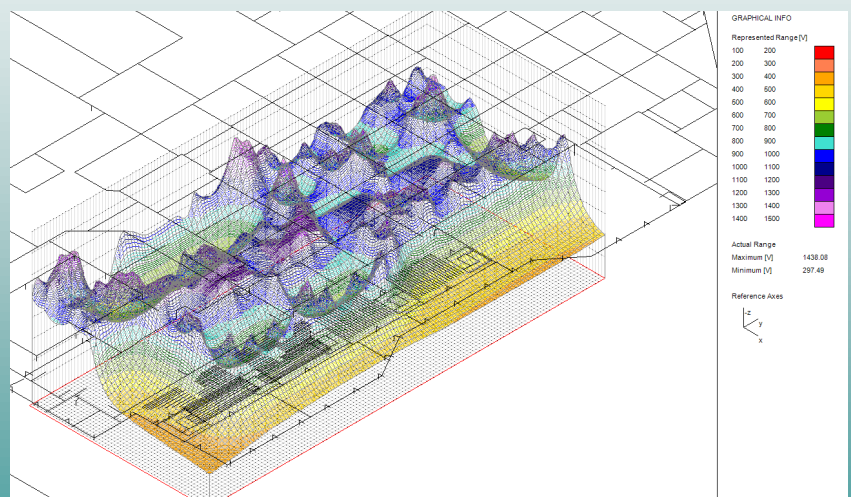 GRAPHICAL INFO
Represented Range [V]
100 200
200 300
300 400
400 600
500 600
600 700
700 800
800 900
900 1000
1000 1100
1100 1200
1200 1300
1300 1400
1400 1500
Actual Range
Maximum [V] 1438.08
Minimum [V] 297.49
Reference Axes
-z
y
x